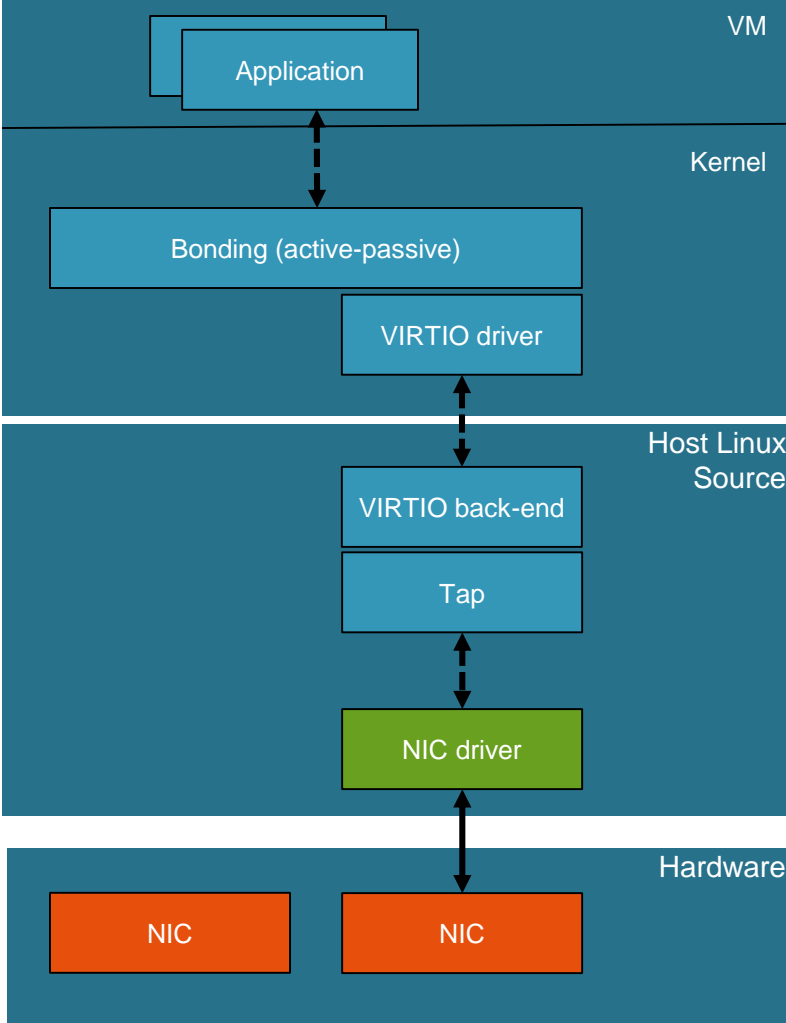 VM
Application
Kernel
Bonding (active-passive)
VIRTIO driver
Host Linux
Source
VIRTIO back-end
Tap
NIC driver
Hardware
NIC
NIC